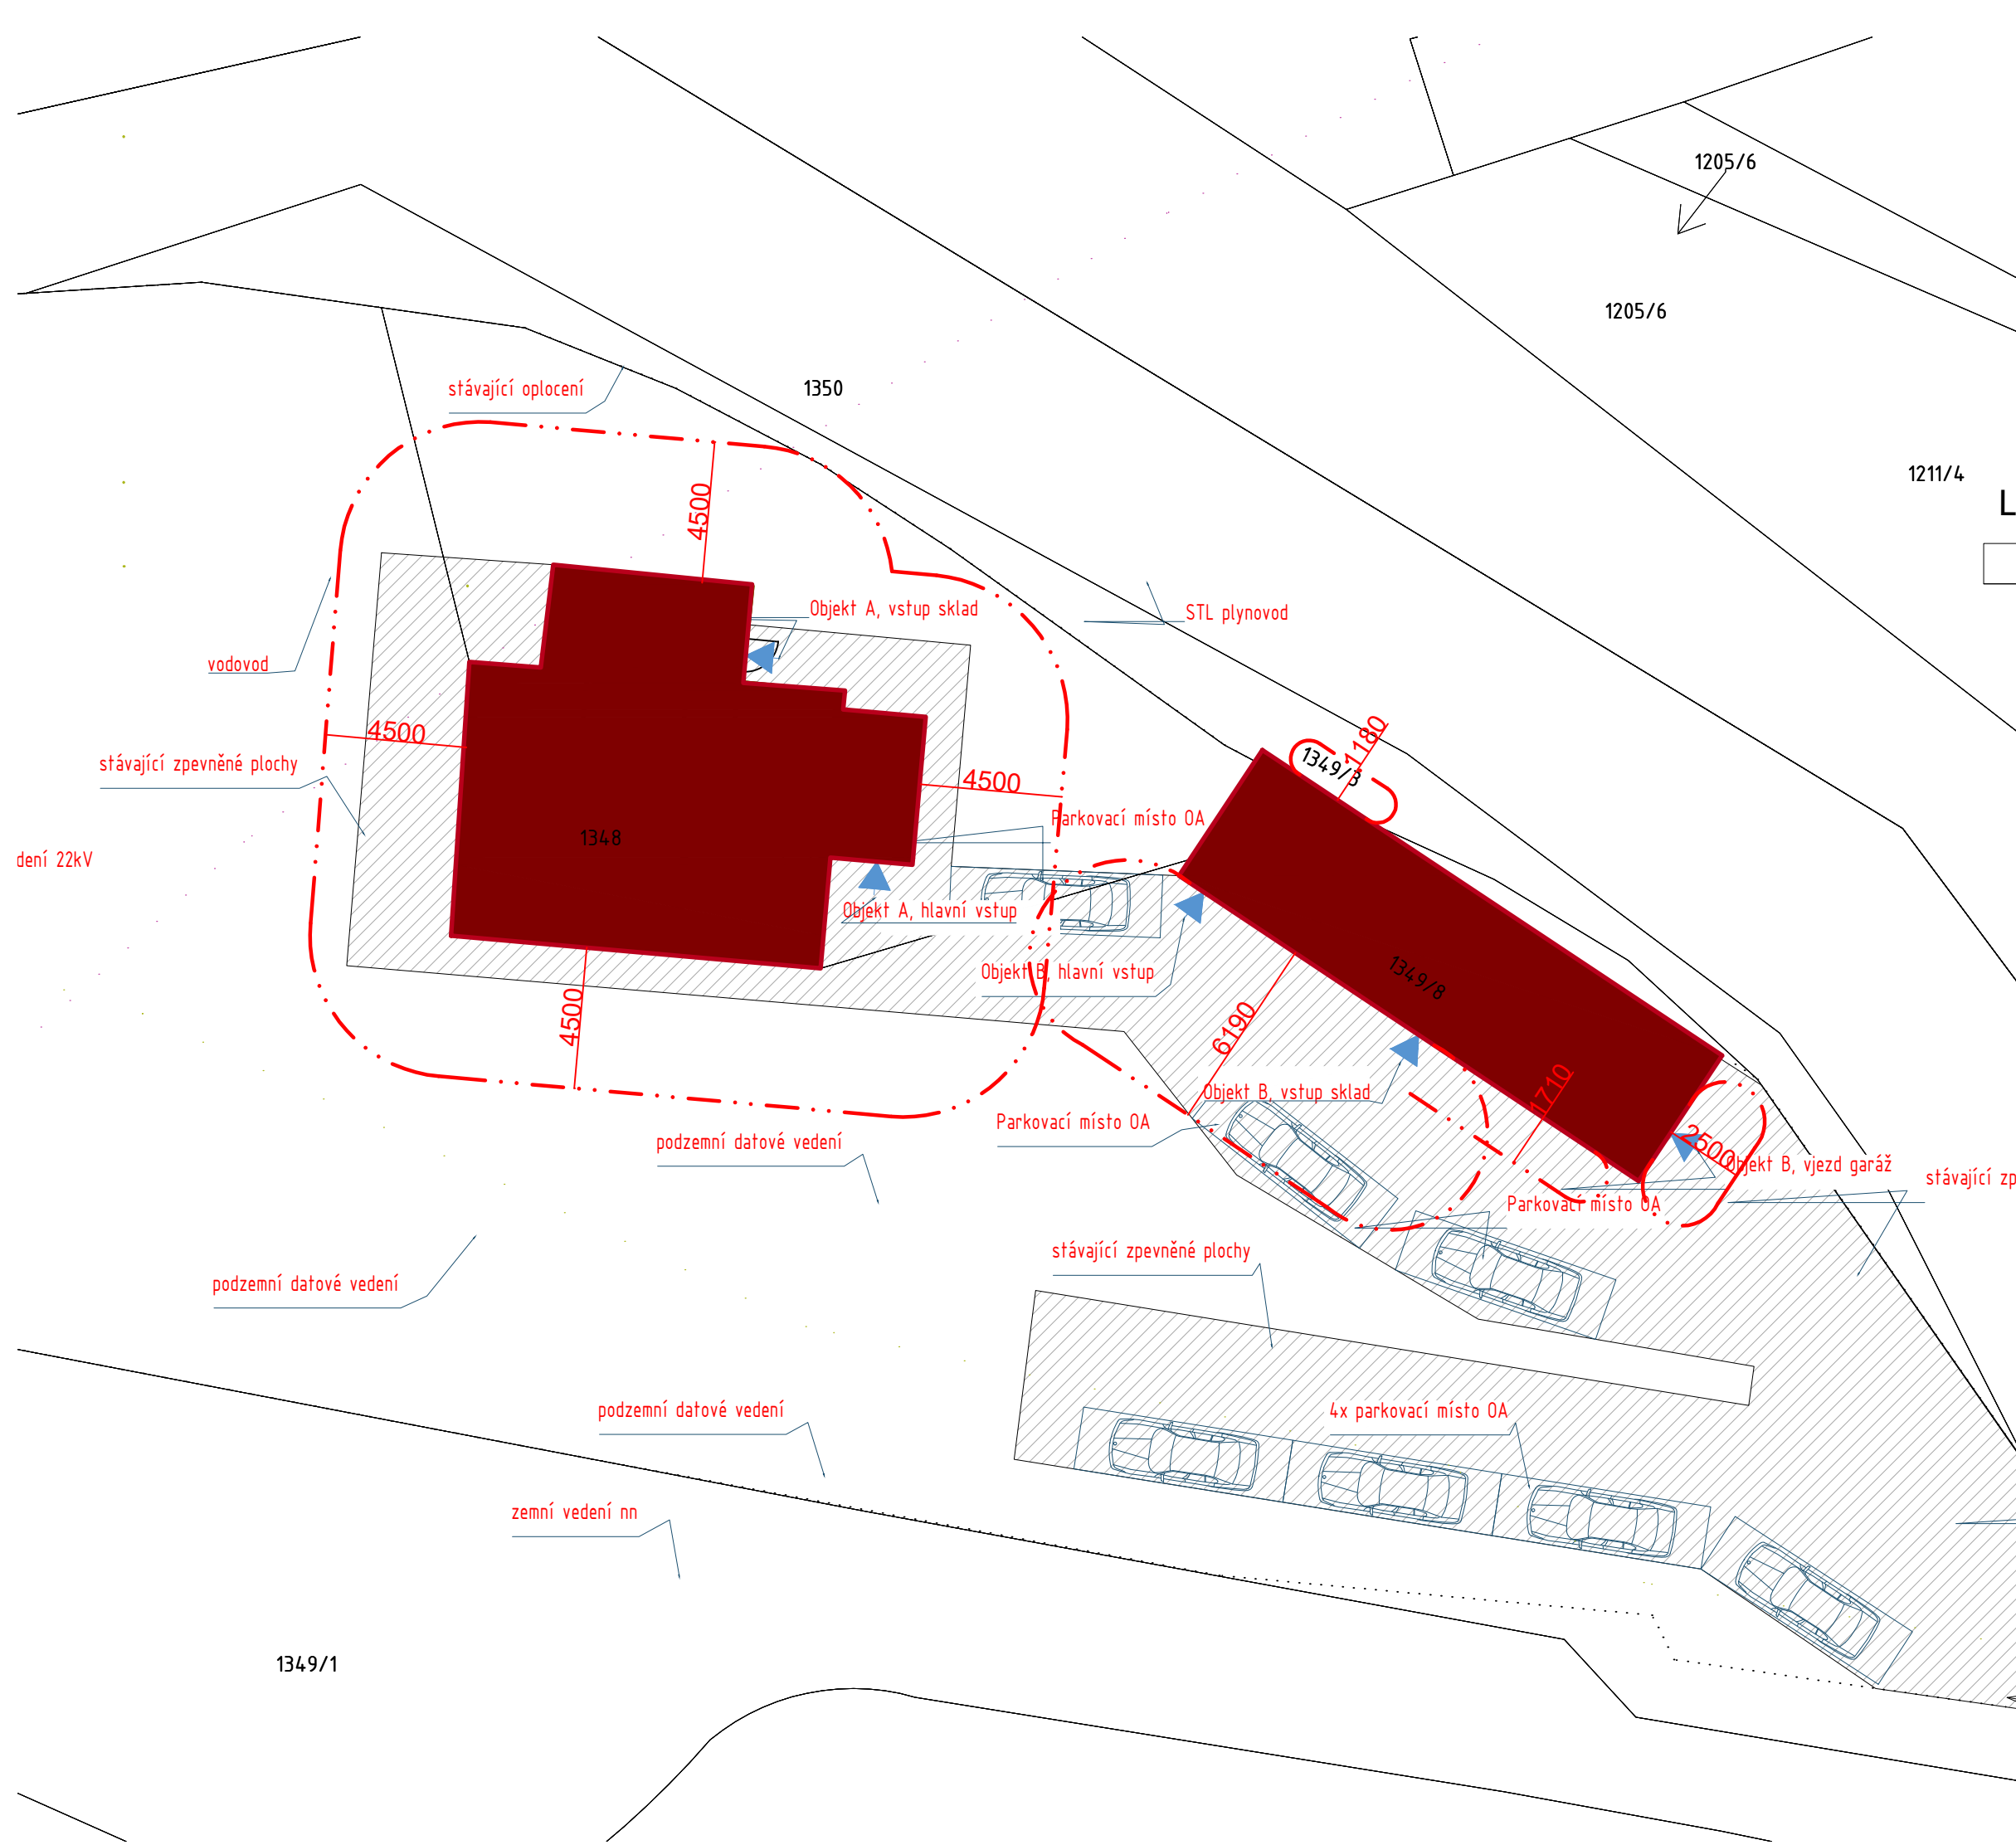 1205/6
1205/6
1350
stávající oplocení
1211/4
L
4500
Objekt A, vstup sklad
STL plynovod
vodovod
4500
stávající zpevněné plochy
4500
1180
1349/3
Parkovací místo OA
1348
dení 22kV
Objekt A, hlavní vstup
Objekt B, hlavní vstup
1349/8
4500
6190
Objekt B, vstup sklad
1710
Parkovací místo OA
podzemní datové vedení
2500
Objekt B, vjezd garáž
stávající zp
Parkovací místo OA
stávající zpevněné plochy
podzemní datové vedení
podzemní datové vedení
4x parkovací místo OA
zemní vedení nn
1349/1